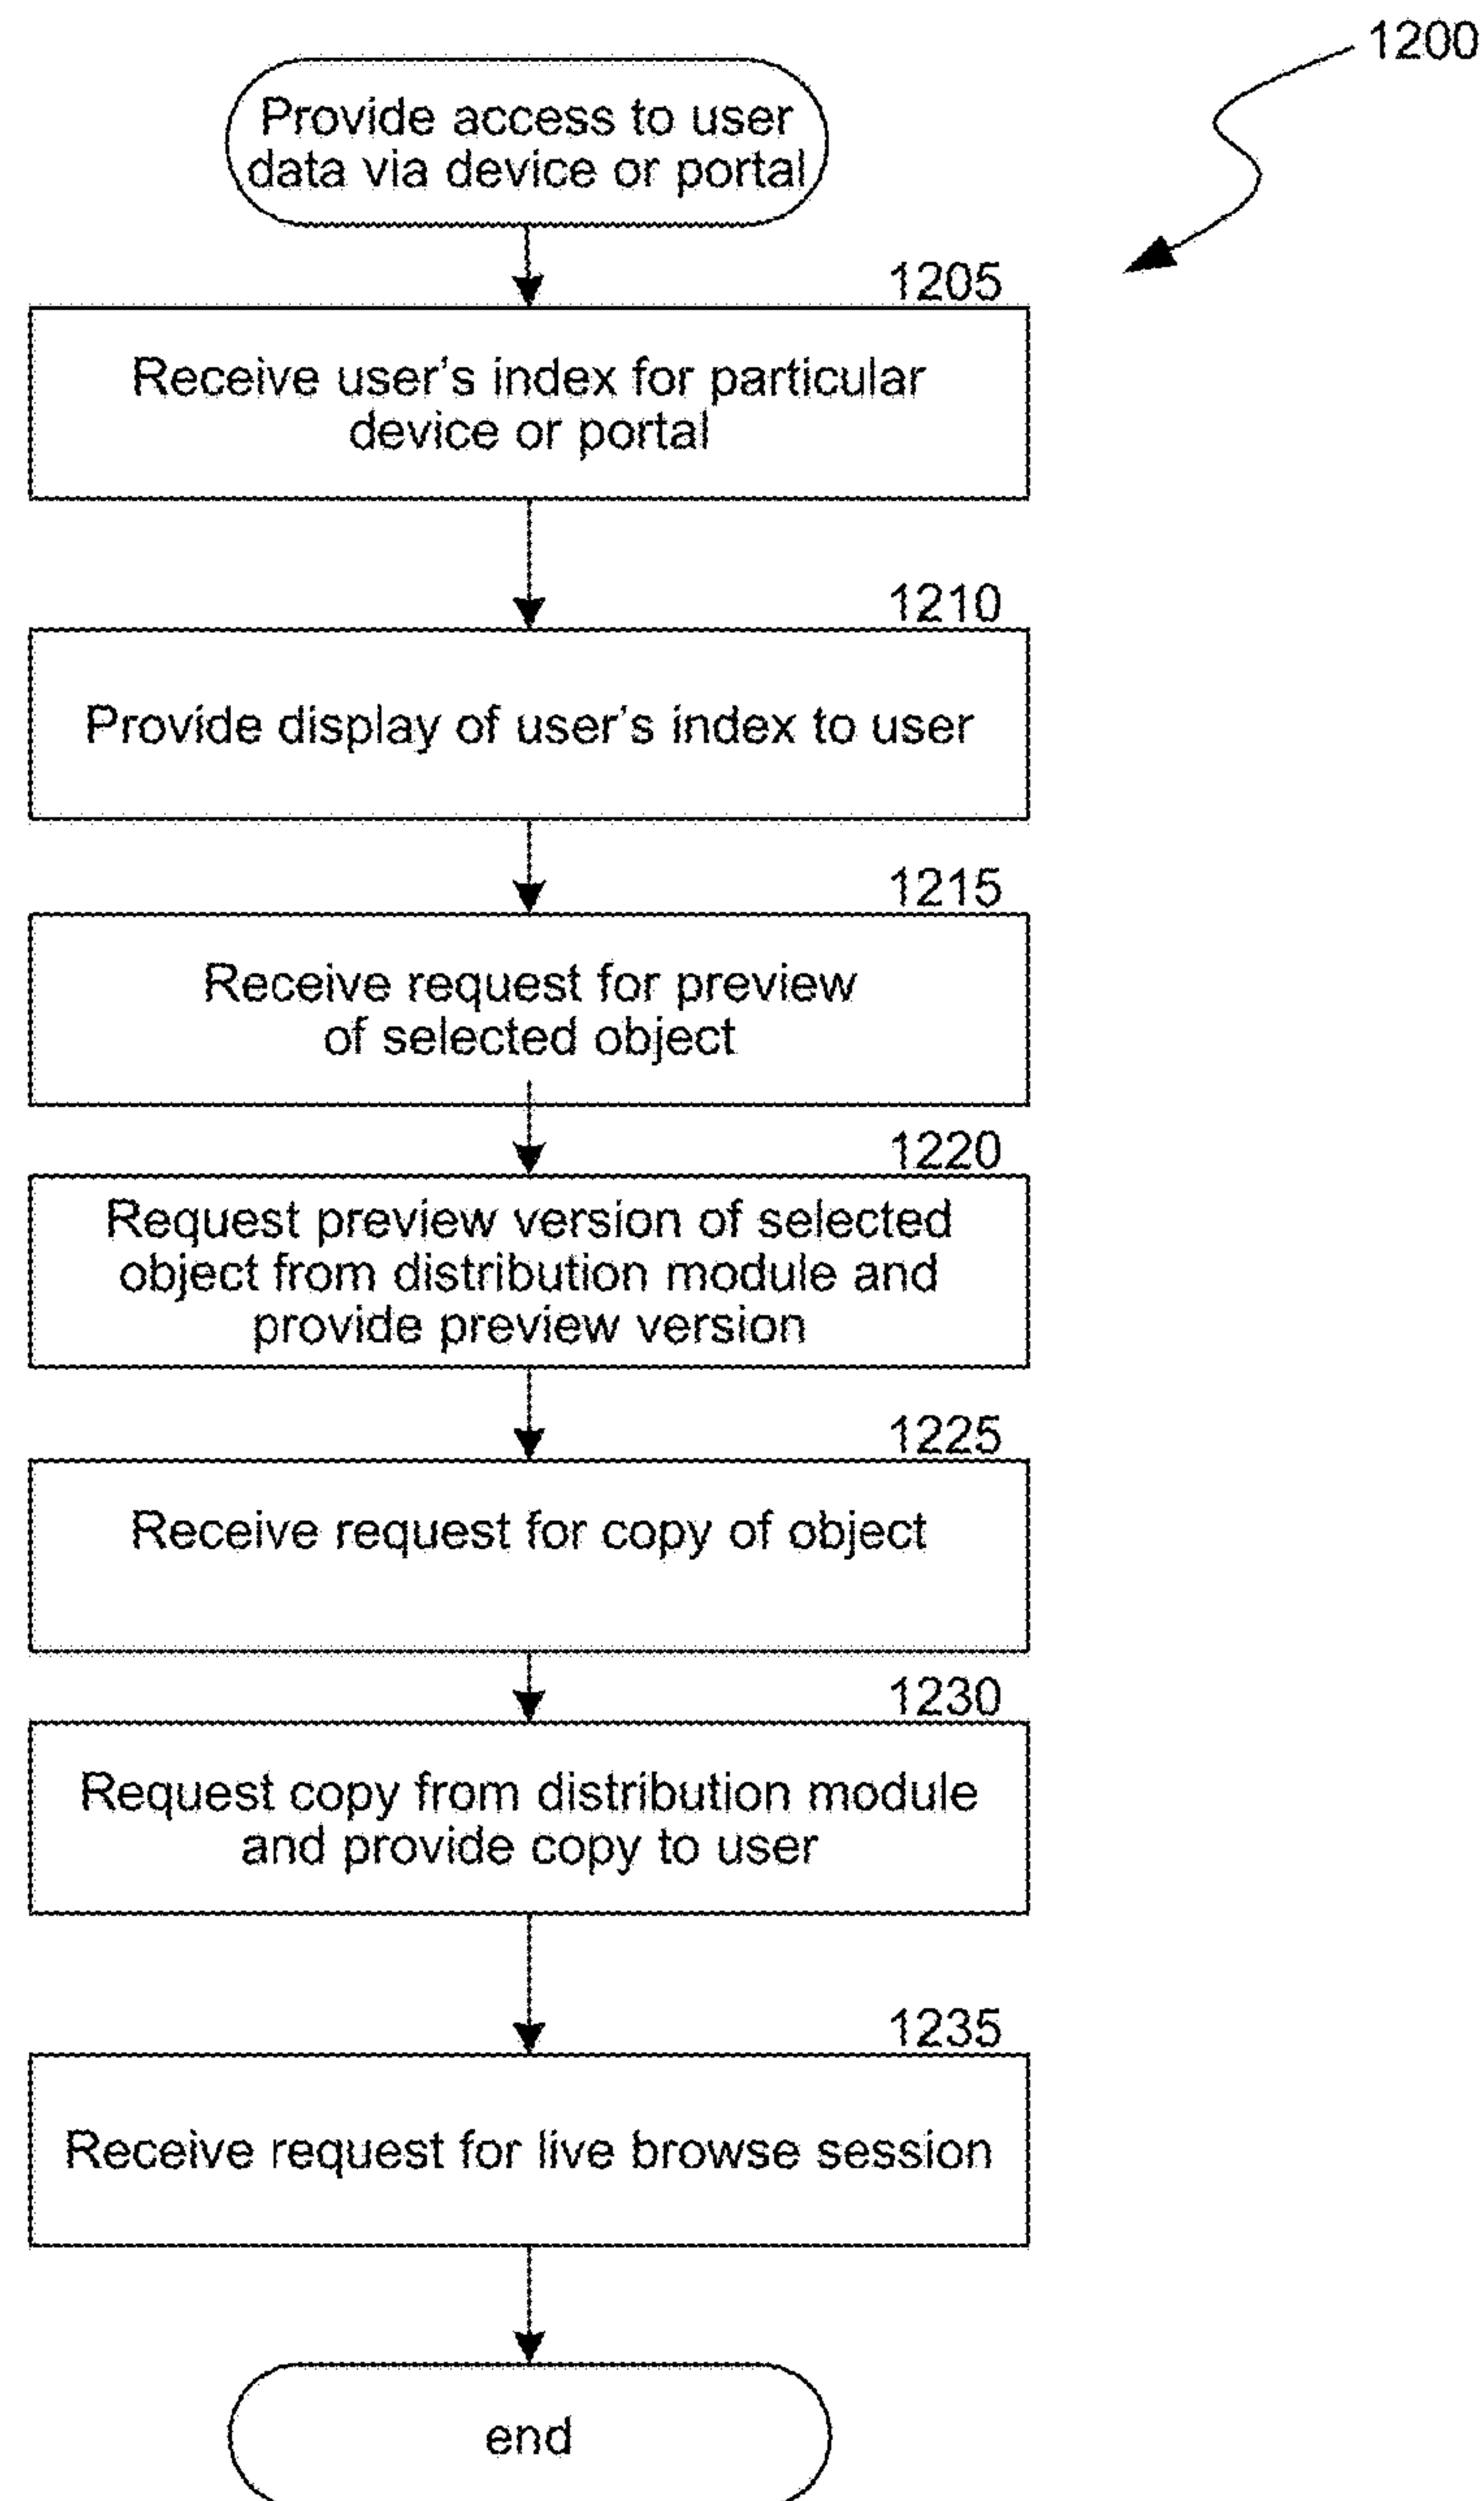 1200
Provide access to user
data via device or portal
1205
Receive user's index for particular
device or portal
1210
Provide display of user's index to user
1215
Receive request for preview
of selected object
1220
Request preview version of selected
object from distribution module and
provide preview version
1225
Receive request for copy of object
1230
Request copy from distribution module
and provide copy to user
1235
Receive request for live browse session
end